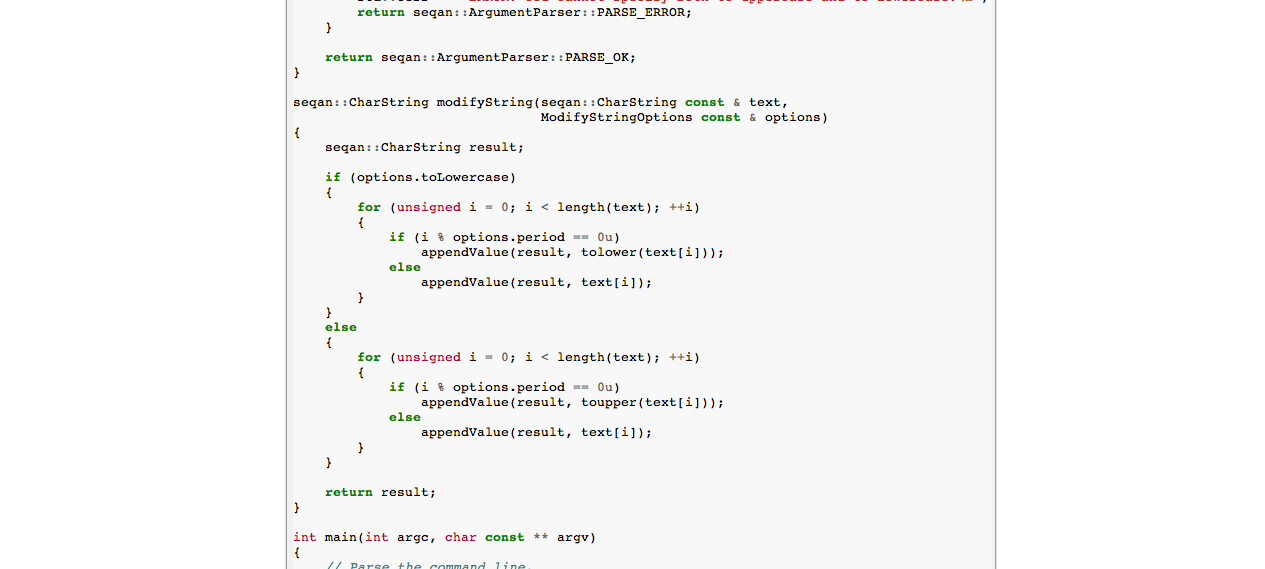 return seqan::ArgumentParser::PARSE_ERROR;
}
return seqan::ArgumentParser::PARSE_OK;
}
seqan::CharString modifyString(seqan::CharString const & text,
ModifyStringOptions const & options)
{
seqan::CharString result;
if (options.toLowercase)
{
for (unsigned i = 0; i < length(text); ++i)
{
if (i % options.period == 0u)
appendValue(result, tolower(text[i]));
else
appendValue(result, text[i]);
}
}
else
{
for (unsigned i = 0; i < length(text); ++i)
{
if (i % options.period == 0u)
appendValue(result, toupper(text[i]));
else
appendValue(result, text[i]);
}
}
return result;
}
int main(int argc, char const ** argv)
{
// Parse the command line.